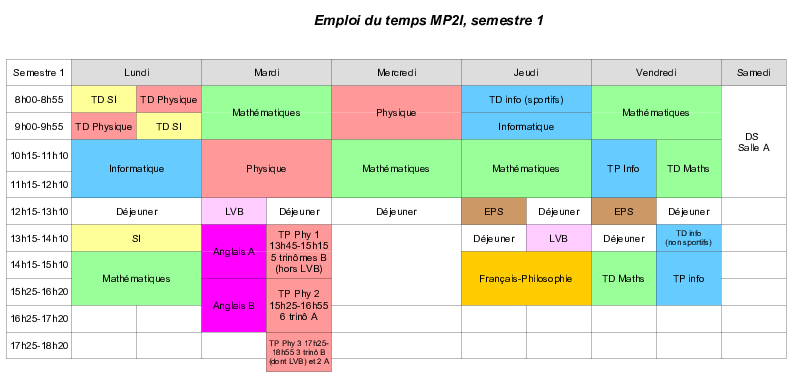 Emploi du temps MP2I, semestre 1
Semestre 1 Lundi Mardi Mercredi Jeudi Vendredi Samedi
8h00-8h55 TD SI TD Physique Mathématiques Physique TD info (sportifs) Mathématiques DS
Salle A
9h00-9h55 TD Physique TD SI Informatique
10h15-11h10 Informatique Physique Mathématiques Mathématiques TP Info TD Maths
11h15-12h10
12h15-13h10 Déjeuner LVB Déjeuner Déjeuner EPS Déjeuner EPS Déjeuner
13h15-14h10 SI Anglais A TP Phy 1
13h45-15h15
5 trinômes B
(hors LVB)
Déjeuner LVB Déjeuner TD info
(non sportifs)
14h15-15h10 Mathématiques Français-Philosophie TD Maths TP info
15h25-16h20 Anglais B TP Phy 2
15h25-16h55
6 trinô A
16h25-17h20
17h25-18h20 TP Phy 3 17h25-
18h55 3 trinô B
(dont LVB) et 2 A